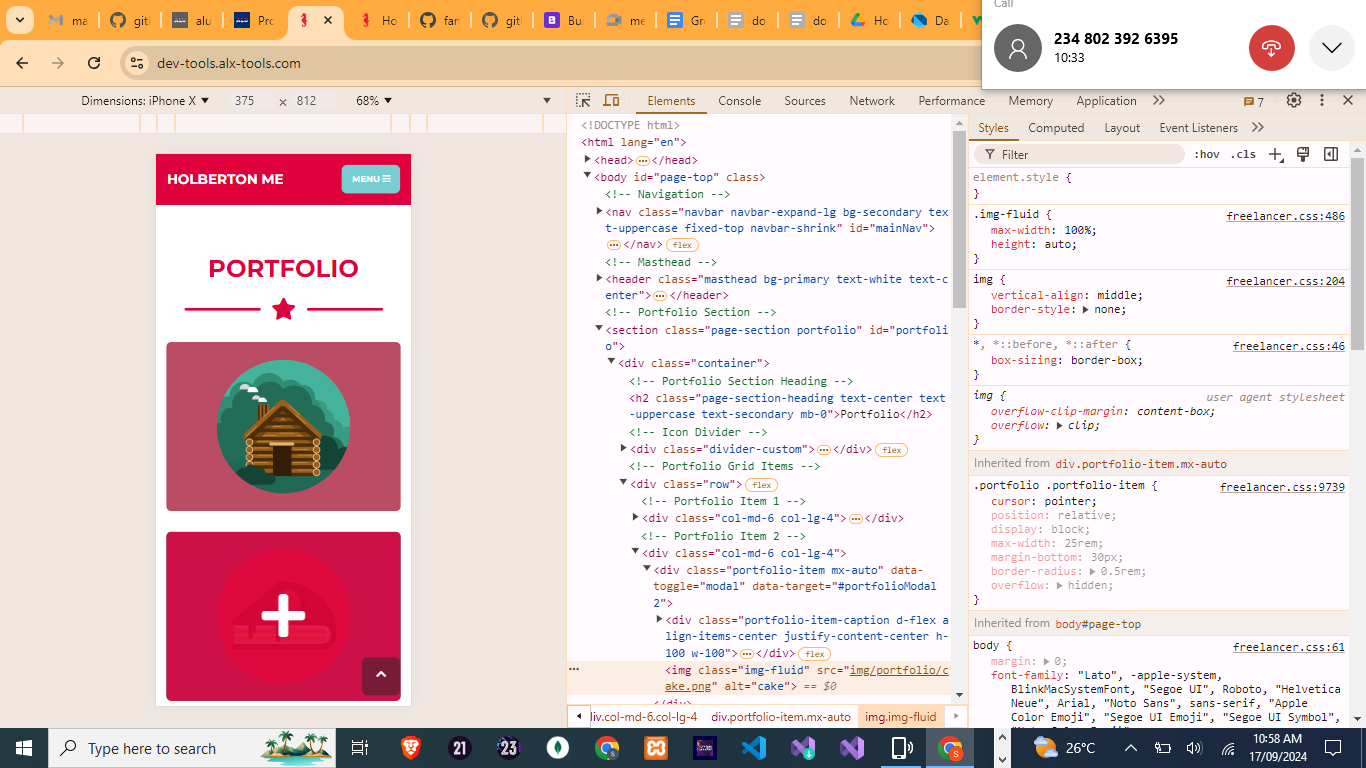 ma
gitl
alu
Pro
Ho
far
gitl
Bui
me
Gre
do
do
Ho
Da
Call
234 802 392 6395
10:33
dev-tools.alx-tools.com
Dimensions: iPhone X ▼ 375 × 812 68% ▼
Elements Console Sources Network Performance Memory Application 7
HOLBERTON ME
MENU
PORTFOLIO
<!DOCTYPE html>
<html lang="en">
<head>…</head>
<body id="page-top" class>
<!-- Navigation -->
<nav class="navbar navbar-expand-lg bg-secondary tex
t-uppercase fixed-top navbar-shrink" id="mainNav">
…</nav> flex
<!-- Masthead -->
<header class="masthead bg-primary text-white text-c
enter">…</header>
<!-- Portfolio Section -->
<section class="page-section portfolio" id="portfoli
o">
<div class="container">
<!-- Portfolio Section Heading -->
<h2 class="page-section-heading text-center text
-uppercase text-secondary mb-0">Portfolio</h2>
<!-- Icon Divider -->
<div class="divider-custom">…</div> flex
<!-- Portfolio Grid Items -->
<div class="row"> flex
<!-- Portfolio Item 1 -->
<div class="col-md-6 col-lg-4">…</div>
<!-- Portfolio Item 2 -->
<div class="col-md-6 col-lg-4">
<div class="portfolio-item mx-auto" data-
toggle="modal" data-target="#portfolioModal
2">
<div class="portfolio-item-caption d-flex a
lign-items-center justify-content-center h-
100 w-100">…</div> flex
<img class="img-fluid" src="img/portfolio/c
ake.png" alt="cake"> == $0
</div>
div.col-md-6.col-lg-4 div.portfolio-item.mx-auto img.img-fluid
Styles Computed Layout Event Listeners
Filter :hov .cls
element.style {
}
.img-fluid { freelancer.css:486
max-width: 100%;
height: auto;
}
img { freelancer.css:204
vertical-align: middle;
border-style: ▶ none;
}
*, *::before, *::after { freelancer.css:46
box-sizing: border-box;
}
img { user agent stylesheet
overflow-clip-margin: content-box;
overflow: ▶ clip;
}
Inherited from div.portfolio-item.mx-auto
.portfolio .portfolio-item { freelancer.css:9739
cursor: pointer;
position: relative;
display: block;
max-width: 25rem;
margin-bottom: 30px;
border-radius: ▶ 0.5rem;
overflow: ▶ hidden;
}
Inherited from body#page-top
body { freelancer.css:61
margin: ▶ 0;
font-family: "Lato", -apple-system,
BlinkMacSystemFont, "Segoe UI", Roboto, "Helvetica
Neue", Arial, "Noto Sans", sans-serif, "Apple
Color Emoji", "Segoe UI Emoji", "Segoe UI Symbol",
Type here to search
21
23
26°C
10:58 AM
17/09/2024